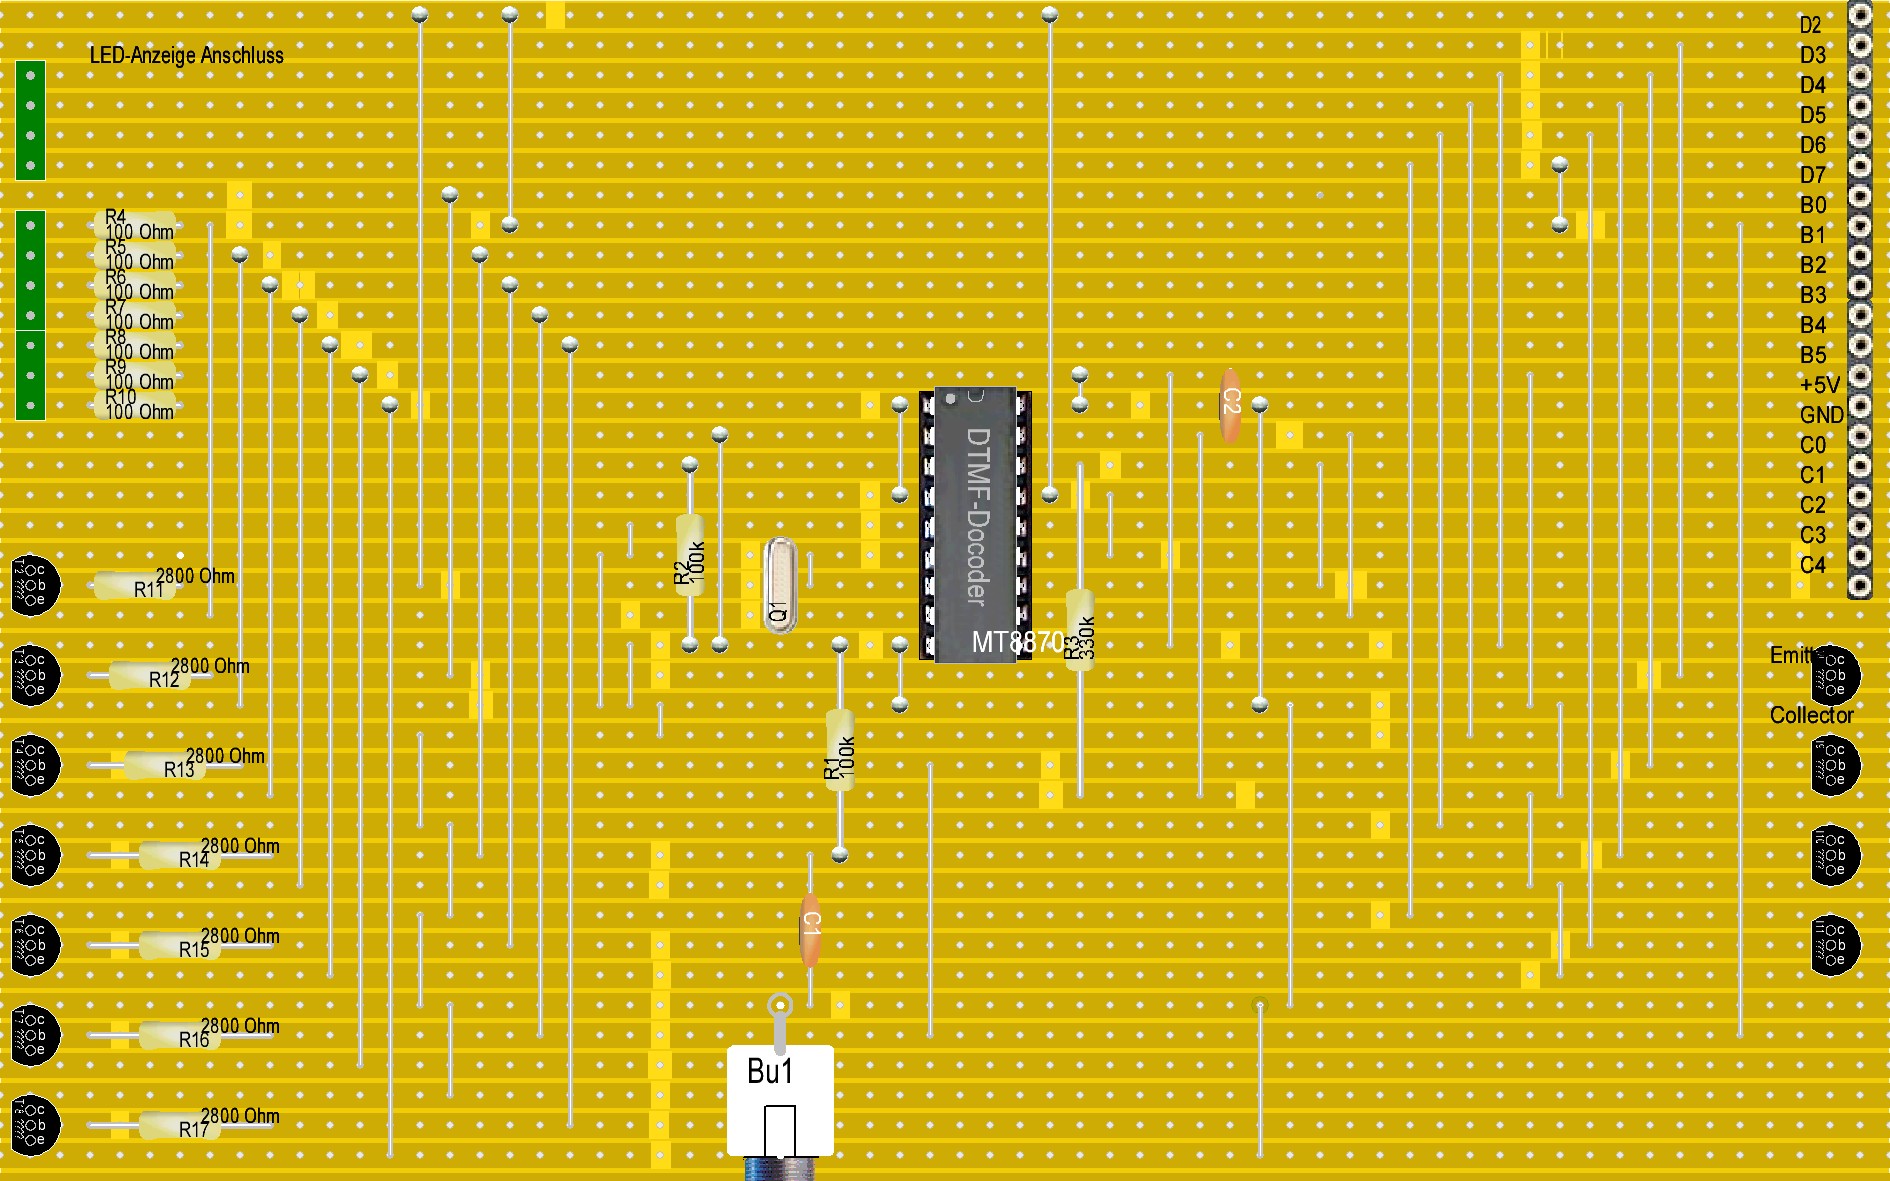 LED-Anzeige Anschluss
D2
D3
D4
D5
D6
D7
B0
B1
B2
B3
B4
B5
+5V
GND
C0
C1
C2
C3
C4
R4
100 Ohm
R5
100 Ohm
R6
100 Ohm
R7
100 Ohm
R8
100 Ohm
R9
100 Ohm
R10
100 Ohm
C2
DTMF-Docoder
MT8870
R2
100k
Q1
R3
330k
R1
100k
C1
Bu1
c
b
e
2800 Ohm
R11
c
b
e
2800 Ohm
R12
c
b
e
2800 Ohm
R13
c
b
e
2800 Ohm
R14
c
b
e
2800 Ohm
R15
c
b
e
2800 Ohm
R16
c
b
e
2800 Ohm
R17
c
b
e
Collector
c
b
e
c
b
e
c
b
e